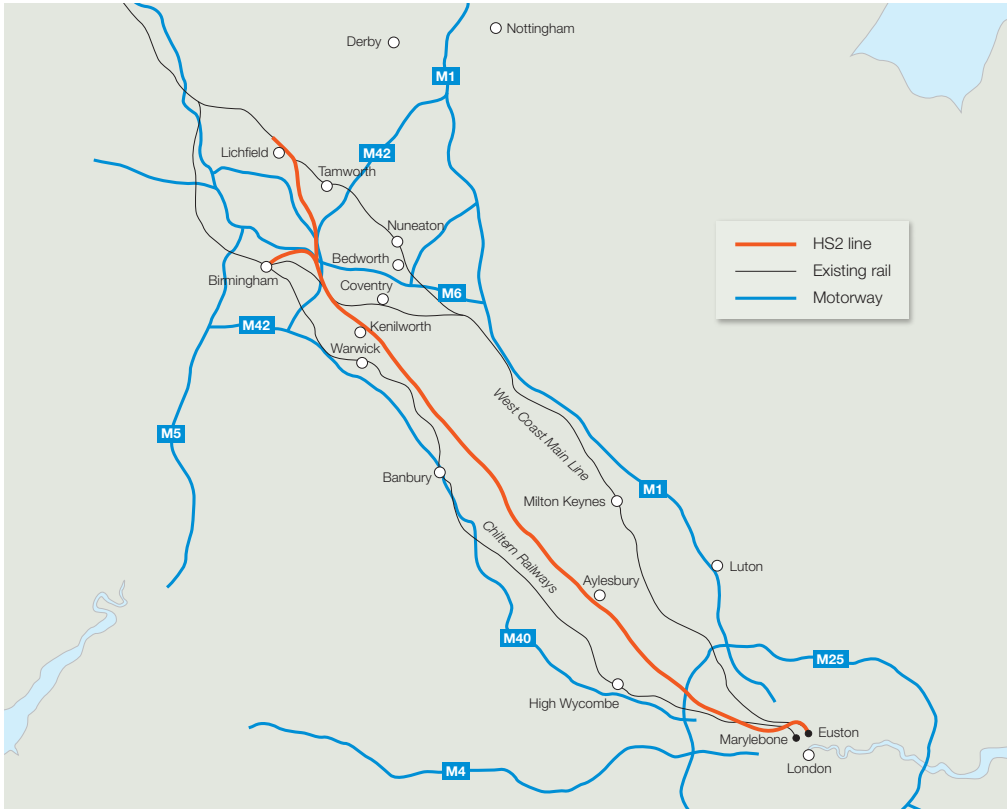 Nottingham
Derby
M1
Lichfield
M42
Tamworth
Nuneaton
HS2 line
Bedworth
Existing rail
Birmingham
Coventry
M6
Motorway
M42
Kenilworth
Warwick
West Coast Main Line
M5
Banbury
M1
Milton Keynes
Chiltern Railways
Luton
Aylesbury
M40
M25
High Wycombe
Euston
Marylebone
London
M4